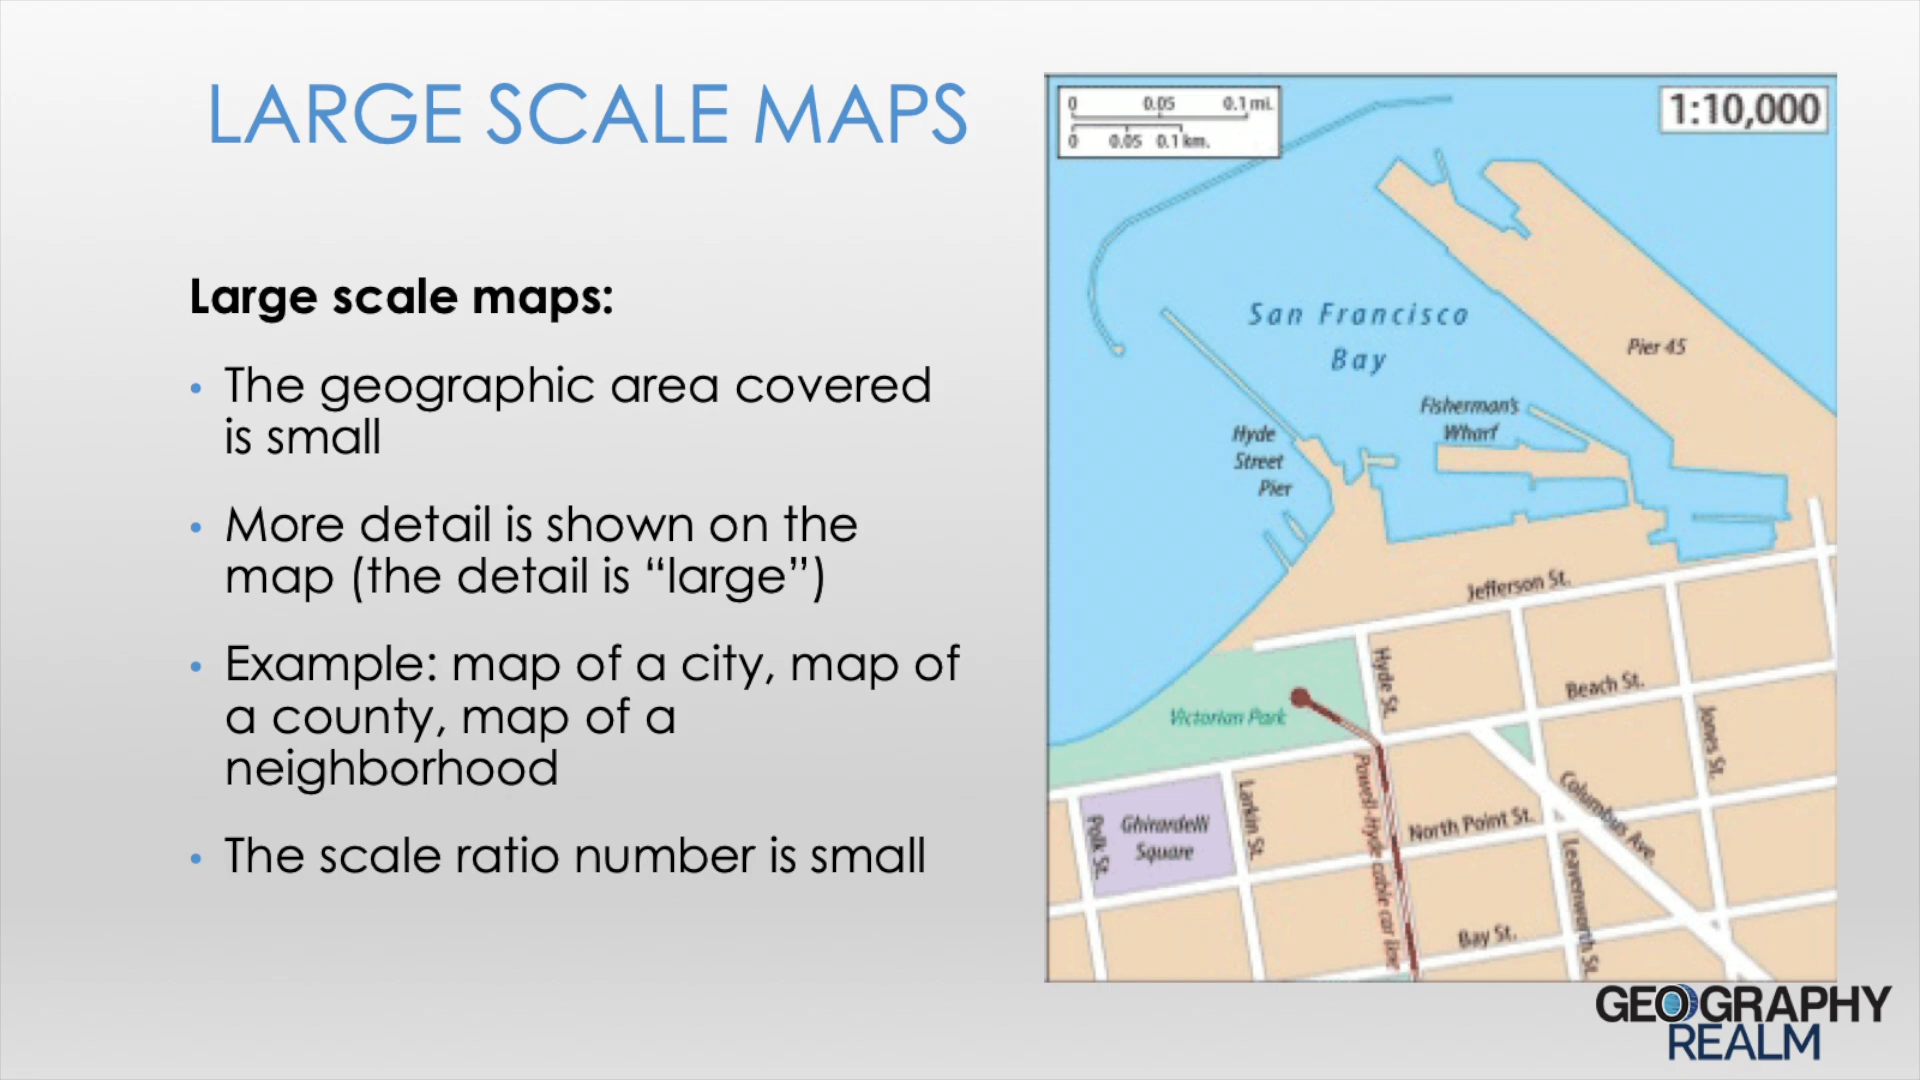 LARGE SCALE MAPS
Large scale maps:
• The geographic area covered
is small
• More detail is shown on the
map (the detail is “large”)
• Example: map of a city, map of
a county, map of a
neighborhood
• The scale ratio number is small
0 0.05 0.1 mi.
0 0.05 0.1 km.
1:10,000
San Francisco
Bay
Pier 45
Fisherman's
Wharf
Hyde
Street
Pier
Jefferson St.
Hyde St.
Beach St.
Victorian Park
Jones St.
Powell-Hyde cable car line
Columbus Ave.
Larkin St.
Polk St.
Ghirardelli
Square
North Point St.
Leavenworth St.
Bay St.
GEOGRAPHY
REALM